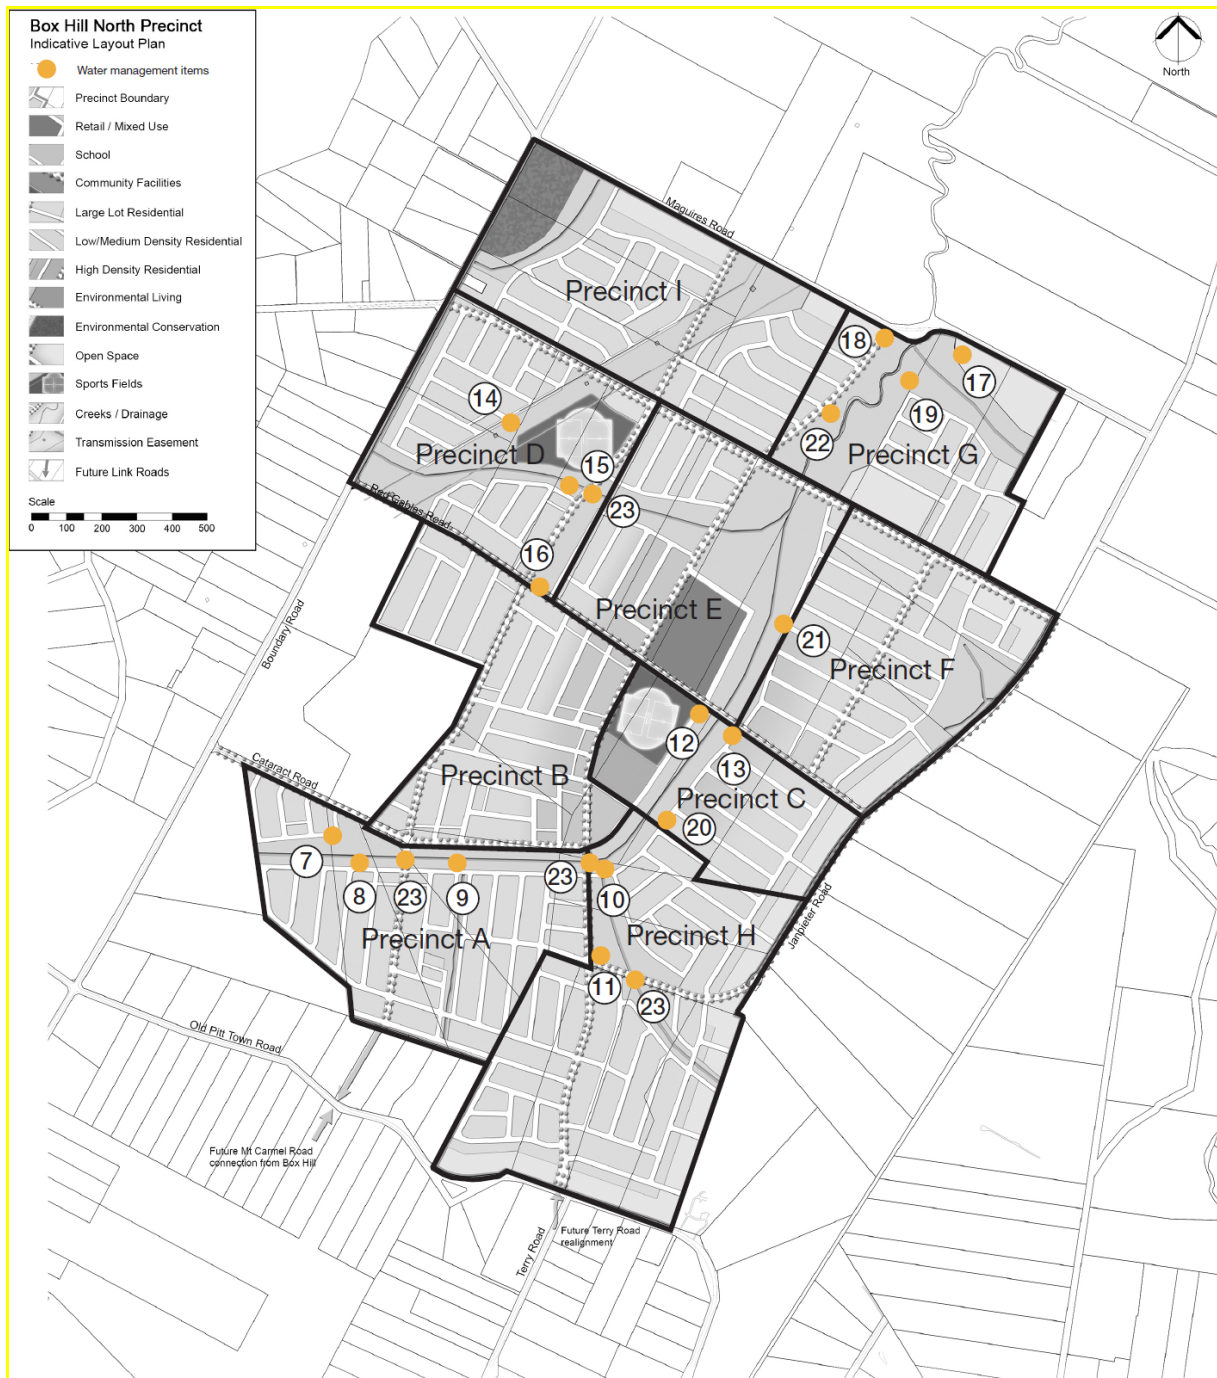 Box Hill North Precinct
Indicative Layout Plan
Water management items
Precinct Boundary
Retail / Mixed Use
School
Community Facilities
Large Lot Residential
Low/Medium Density Residential
High Density Residential
Environmental Living
Environmental Conservation
Open Space
Sports Fields
Creeks / Drainage
Transmission Easement
Future Link Roads
Scale
0 100 200 300 400 500
North
Maguires Road
Precinct I
18
17
14
19
22
Precinct D
Precinct G
15
Red Gables Road
23
16
Precinct E
21
Boundary Road
Precinct F
12
13
Cataract Road
Precinct B
Precinct C
20
7
8
23
9
23
10
Precinct A
Precinct H
Janpieter Road
11
23
Old Pitt Town Road
Future Mt Carmel Road
connection from Box Hill
Terry Road
Future Terry Road
realignment